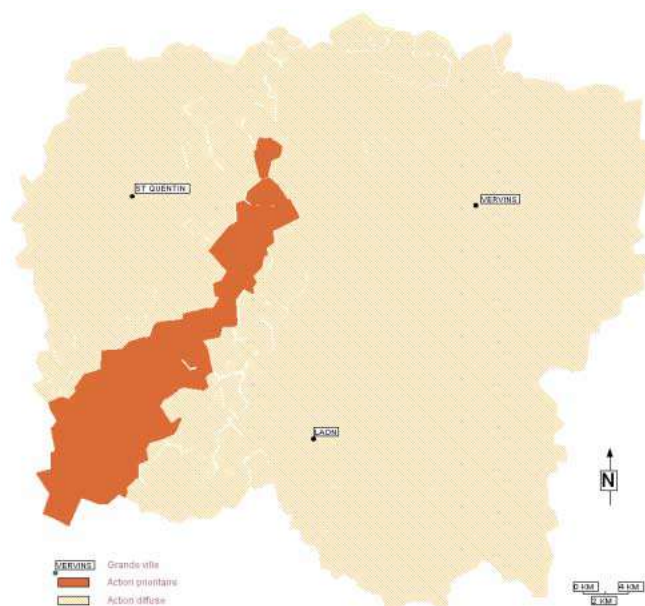 ST QUENTIN
VERVINS
LAON
N
VERVINS Grande ville
Action prioritaire
Action diffuse
0 KM 4 KM
2 KM